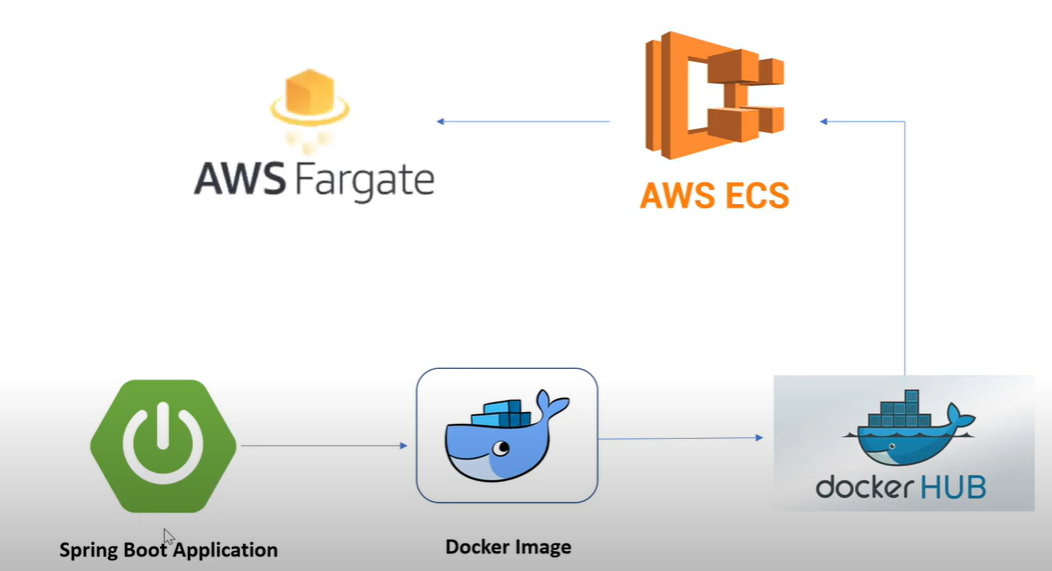 AWS Fargate
AWS ECS
docker HUB
Spring Boot Application
Docker Image